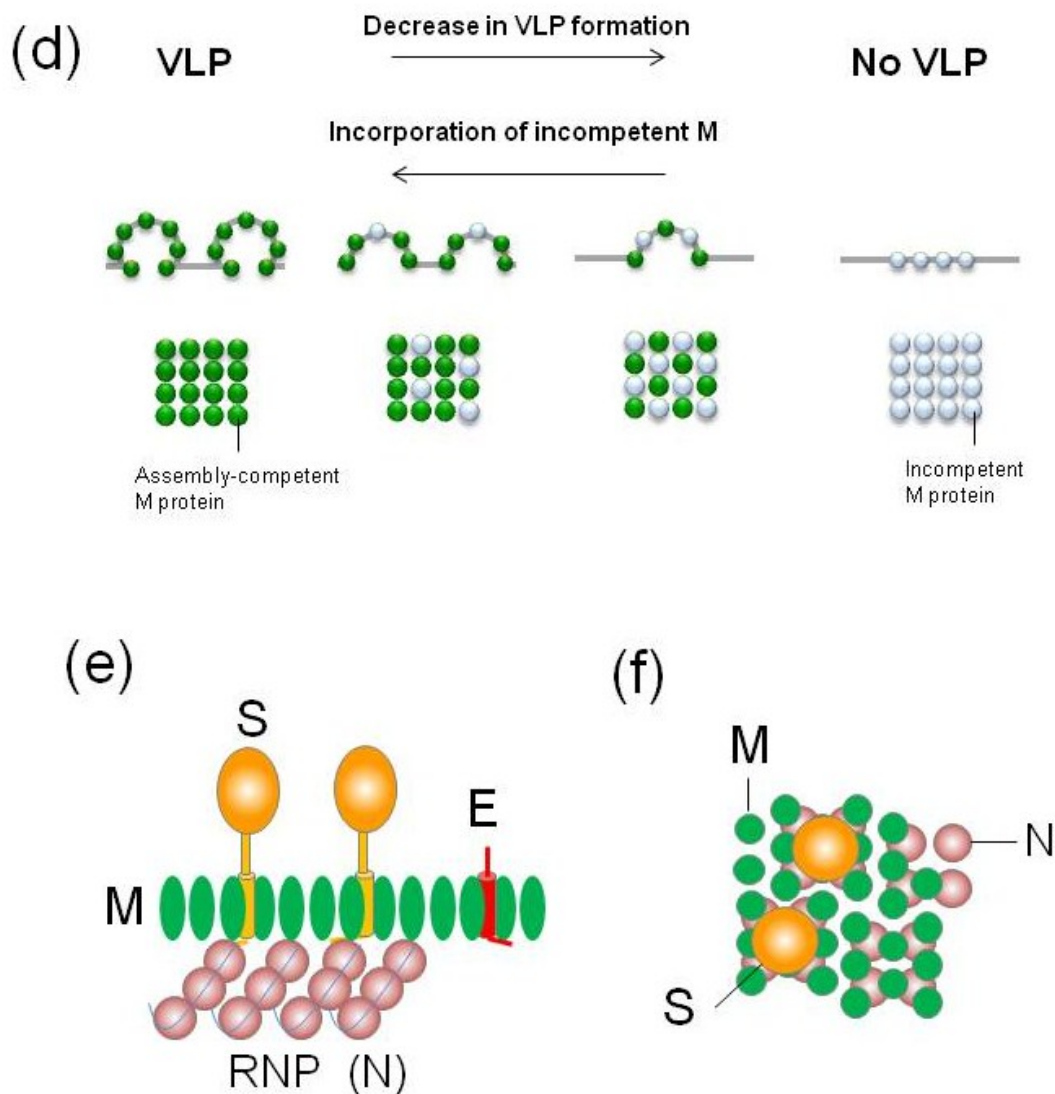 (d)
VLP
Decrease in VLP formation
No VLP
Incorporation of incompetent M
Assembly-competent
M protein
Incompetent
M protein
(e)
S
E
M
RNP (N)
(f)
M
N
S